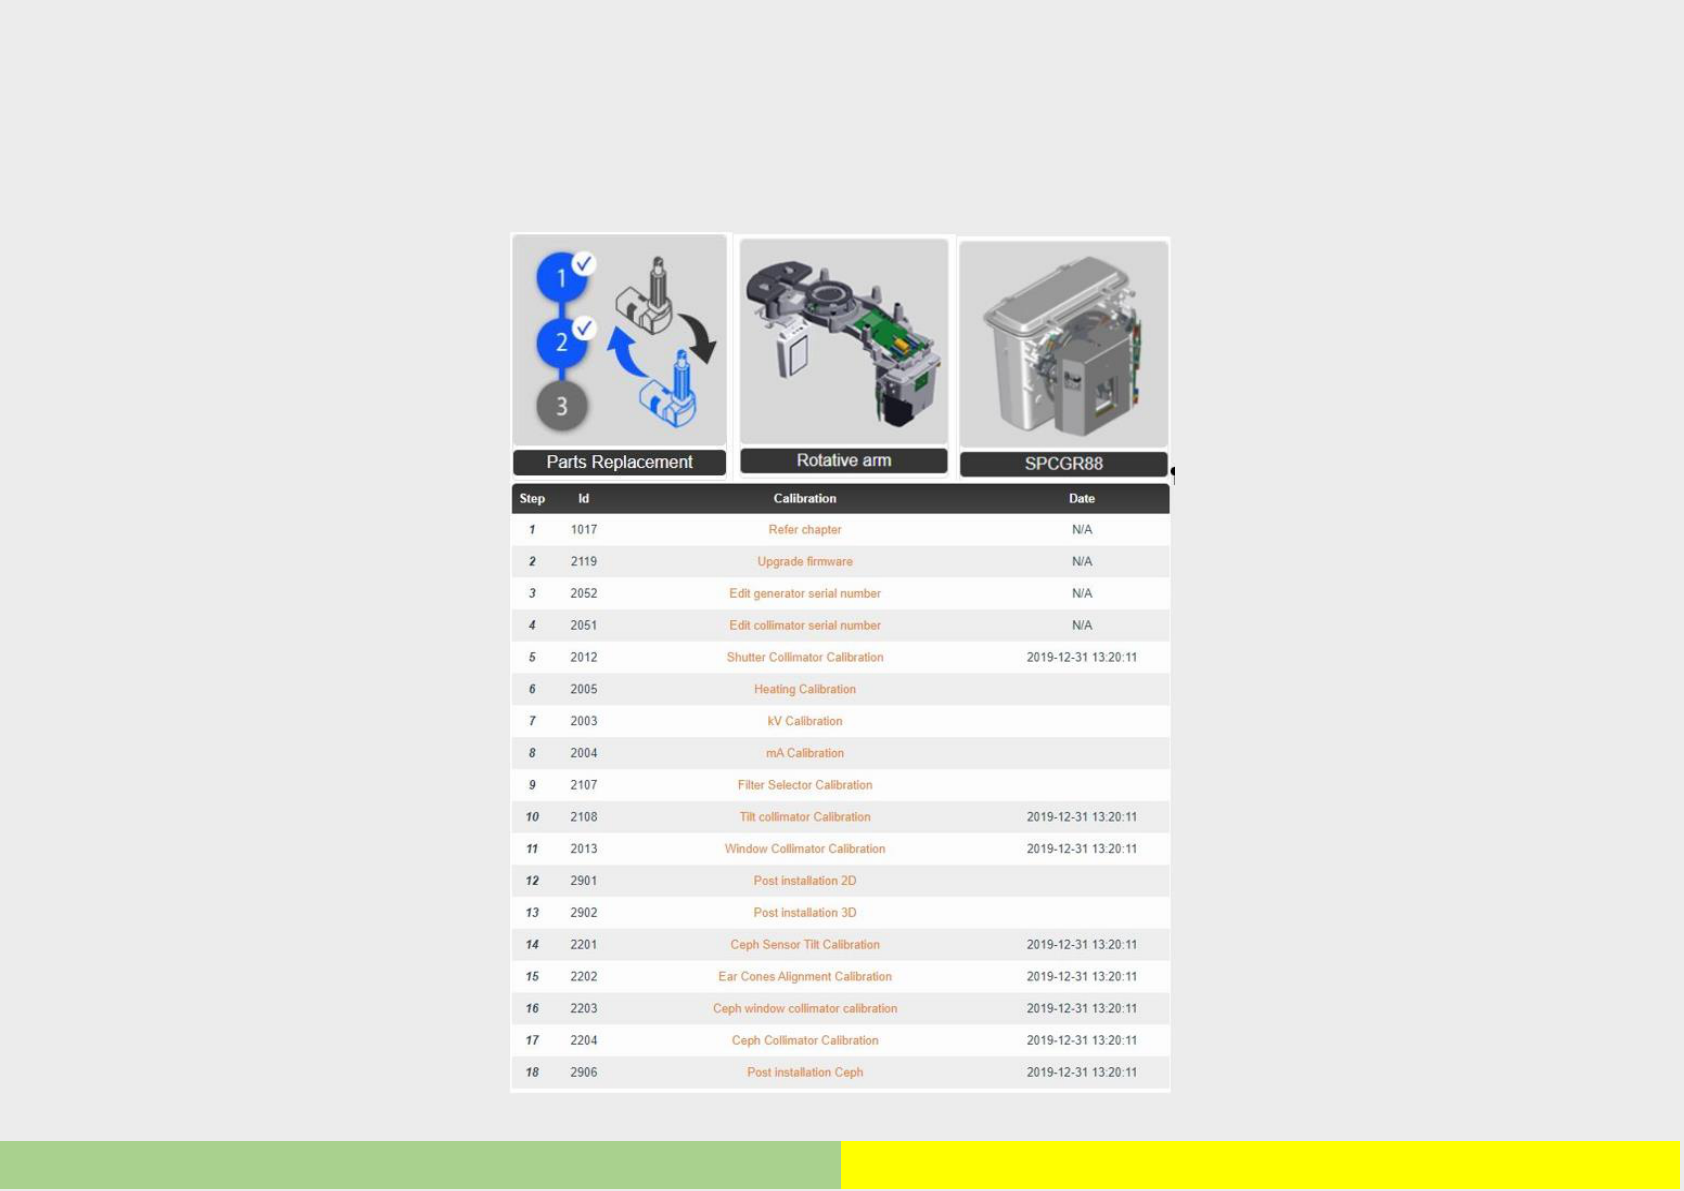 1
2
3
Parts Replacement
Rotative arm
SPCGR88
Step Id Calibration Date
1 1017 Refer chapter N/A
2 2119 Upgrade firmware N/A
3 2052 Edit generator serial number N/A
4 2051 Edit collimator serial number N/A
5 2012 Shutter Collimator Calibration 2019-12-31 13:20:11
6 2005 Heating Calibration
7 2003 kV Calibration
8 2004 mA Calibration
9 2107 Filter Selector Calibration
10 2108 Tilt collimator Calibration 2019-12-31 13:20:11
11 2013 Window Collimator Calibration 2019-12-31 13:20:11
12 2901 Post installation 2D
13 2902 Post installation 3D
14 2201 Ceph Sensor Tilt Calibration 2019-12-31 13:20:11
15 2202 Ear Cones Alignment Calibration 2019-12-31 13:20:11
16 2203 Ceph window collimator calibration 2019-12-31 13:20:11
17 2204 Ceph Collimator Calibration 2019-12-31 13:20:11
18 2906 Post installation Ceph 2019-12-31 13:20:11